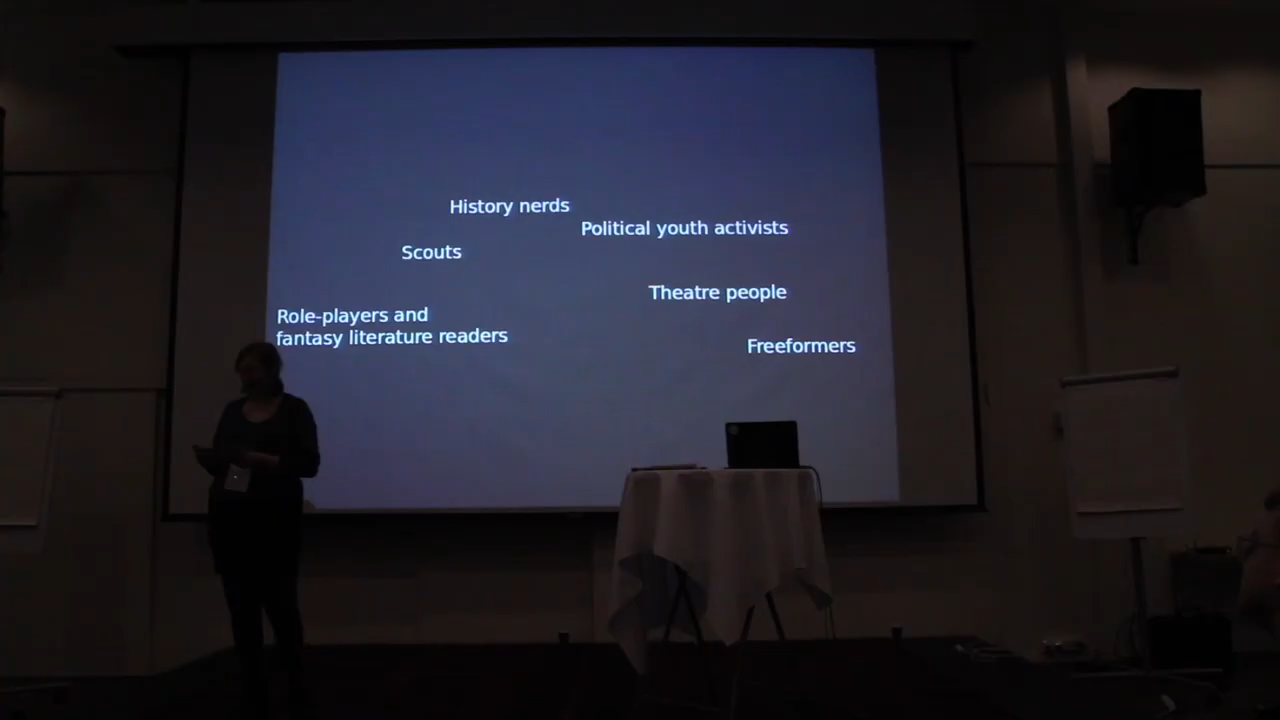 History nerds
Political youth activists
Scouts
Theatre people
Role-players and
fantasy literature readers
Freeformers